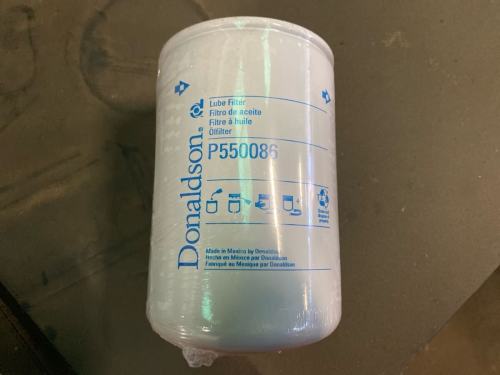 Donaldson.
Lube Filter
Filtro de aceite
Filtre à huile
Ölfilter
P550086
Made in Mexico by Donaldson
Hecho en México por Donaldson
Fabriqué au Mexique par Donaldson